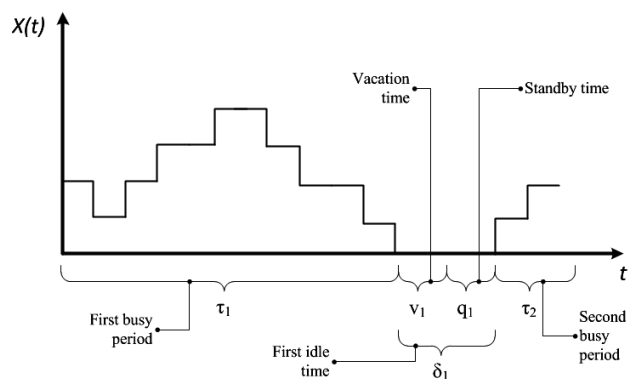 X(t)
Vacation
time
Standby time
t
τ1
v1
q1
τ2
First busy
period
Second
busy
period
First idle
time
δ1